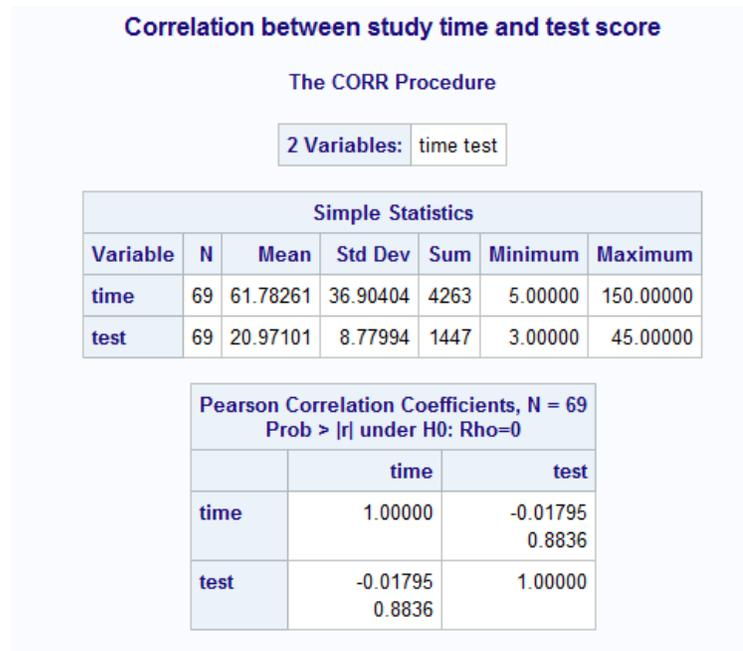 Correlation between study time and test score
The CORR Procedure
2 Variables: time test
Simple Statistics
Variable N Mean Std Dev Sum Minimum Maximum
time 69 61.78261 36.90404 4263 5.00000 150.00000
test 69 20.97101 8.77994 1447 3.00000 45.00000
Pearson Correlation Coefficients, N = 69
Prob > |r| under H0: Rho=0
time test
time 1.00000 -0.01795
0.8836
test -0.01795 1.00000
0.8836